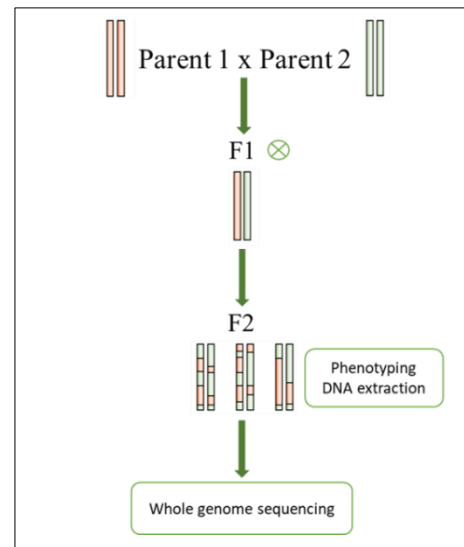 Parent 1 x Parent 2
F1
F2
Phenotyping
DNA extraction
Whole genome sequencing